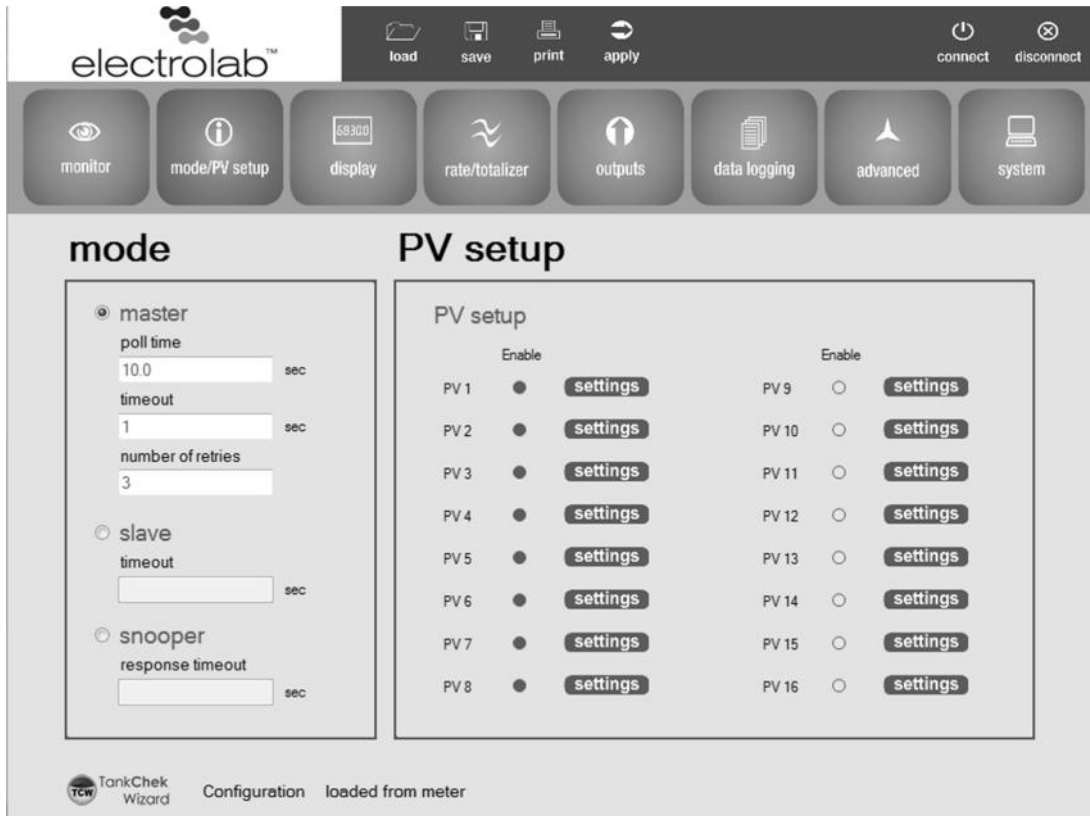 electrolab™
load save print apply connect disconnect
monitor mode/PV setup display rate/totalizer outputs data logging advanced system
mode
master
poll time
10.0 sec
timeout
1 sec
number of retries
3
slave
timeout
sec
snooper
response timeout
sec
PV setup
PV setup
Enable Enable
PV 1 settings PV 9 settings
PV 2 settings PV 10 settings
PV 3 settings PV 11 settings
PV 4 settings PV 12 settings
PV 5 settings PV 13 settings
PV 6 settings PV 14 settings
PV 7 settings PV 15 settings
PV 8 settings PV 16 settings
TCW TankChek
Wizard
Configuration loaded from meter